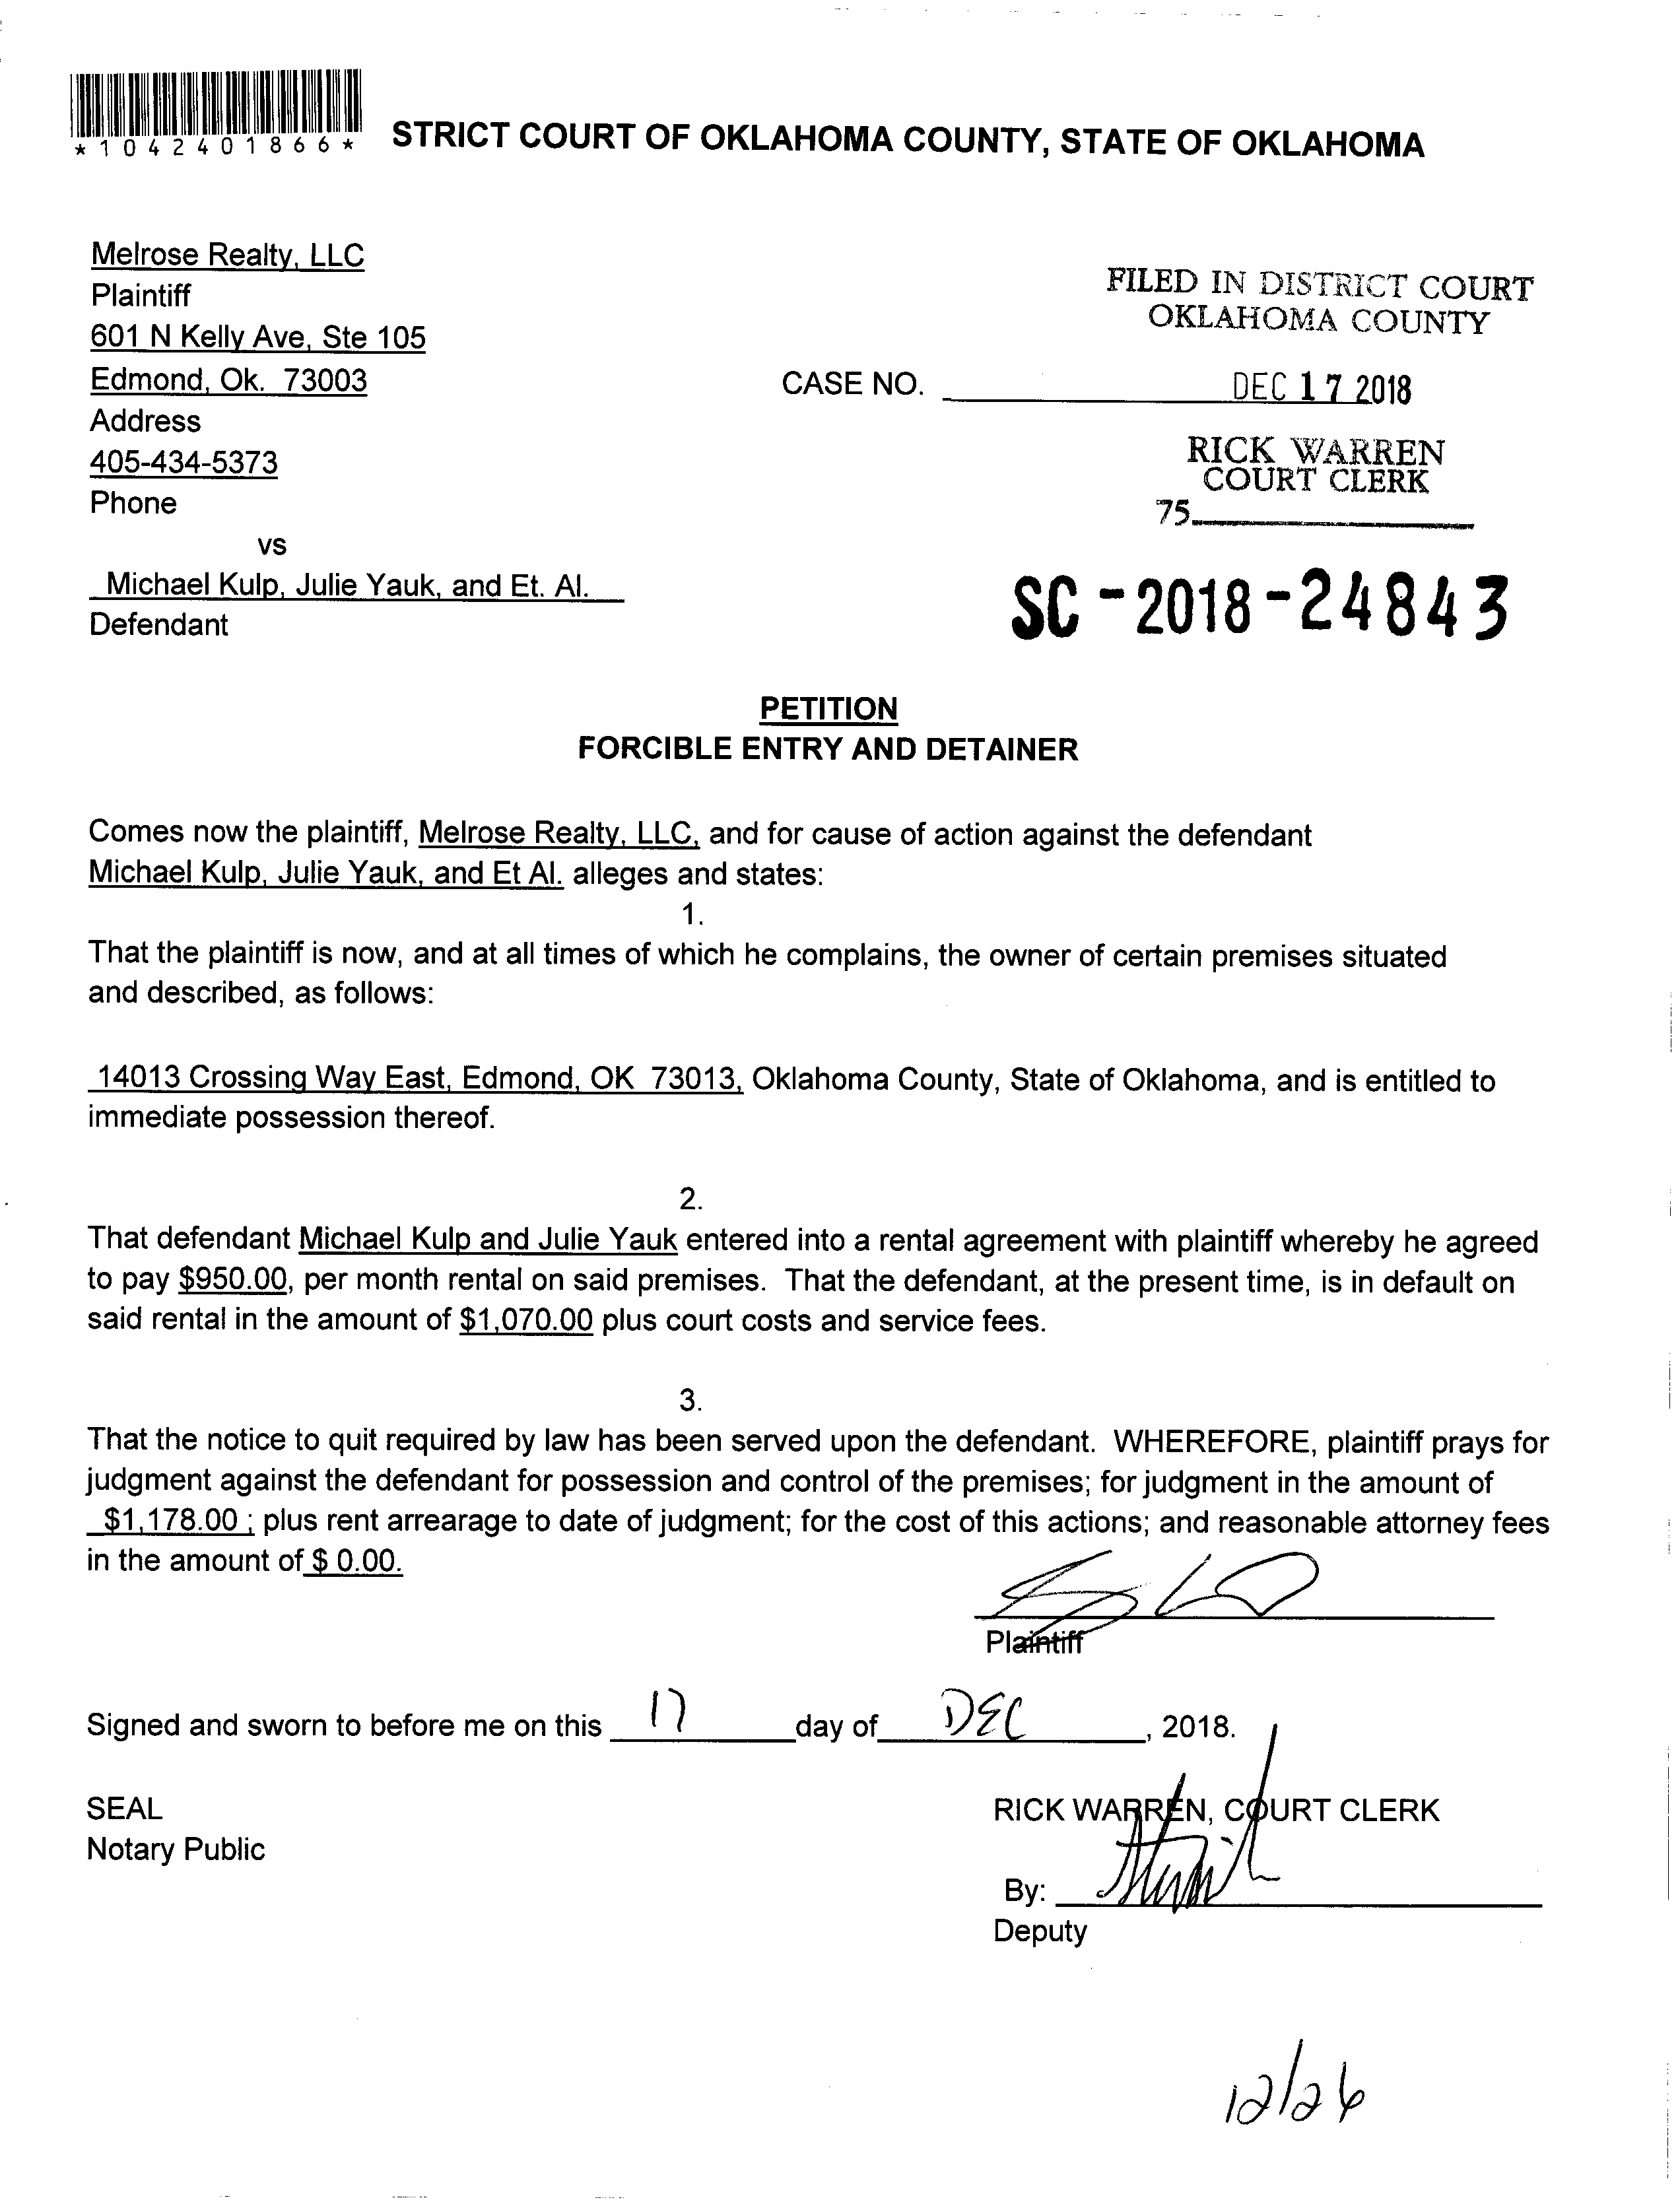 *1042401866*
STRICT COURT OF OKLAHOMA COUNTY, STATE OF OKLAHOMA
Melrose Realty, LLC
Plaintiff
601 N Kelly Ave, Ste 105
Edmond, Ok. 73003
Address
405-434-5373
Phone
vs
Michael Kulp, Julie Yauk, and Et. Al.
Defendant
FILED IN DISTRICT COURT
OKLAHOMA COUNTY
CASE NO. DEC 17 2018
RICK WARREN
COURT CLERK
75
SC-2018-24843
PETITION
FORCIBLE ENTRY AND DETAINER
Comes now the plaintiff, Melrose Realty, LLC, and for cause of action against the defendant
Michael Kulp, Julie Yauk, and Et Al. alleges and states:
1.
That the plaintiff is now, and at all times of which he complains, the owner of certain premises situated
and described, as follows:
14013 Crossing Way East, Edmond, OK 73013, Oklahoma County, State of Oklahoma, and is entitled to
immediate possession thereof.
2.
That defendant Michael Kulp and Julie Yauk entered into a rental agreement with plaintiff whereby he agreed
to pay $950.00, per month rental on said premises. That the defendant, at the present time, is in default on
said rental in the amount of $1,070.00 plus court costs and service fees.
3.
That the notice to quit required by law has been served upon the defendant. WHEREFORE, plaintiff prays for
judgment against the defendant for possession and control of the premises; for judgment in the amount of
$1,178.00 ; plus rent arrearage to date of judgment; for the cost of this actions; and reasonable attorney fees
in the amount of $ 0.00.
Plaintiff
Signed and sworn to before me on this 17 day of DEC, 2018.
SEAL
Notary Public
RICK WARREN, COURT CLERK
By:
Deputy
12/26